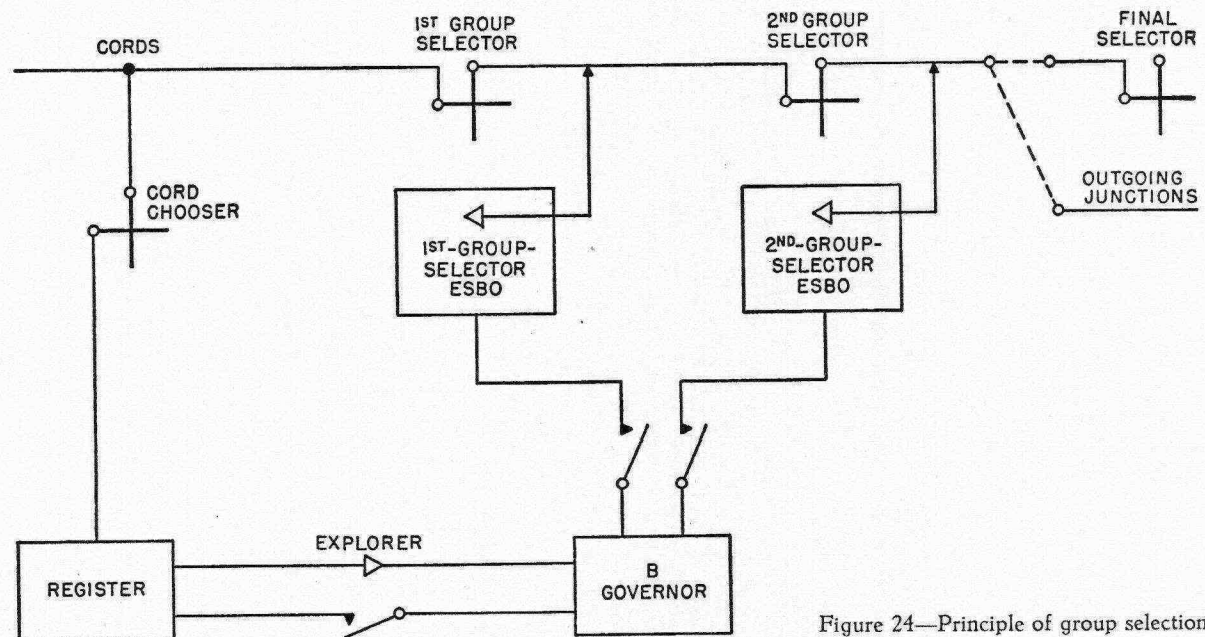 CORDS
1ST GROUP
SELECTOR
2ND GROUP
SELECTOR
FINAL
SELECTOR
CORD
CHOOSER
1ST-GROUP-
SELECTOR
ESBO
2ND-GROUP-
SELECTOR
ESBO
OUTGOING
JUNCTIONS
EXPLORER
REGISTER
B
GOVERNOR
Figure 24—Principle of group selection